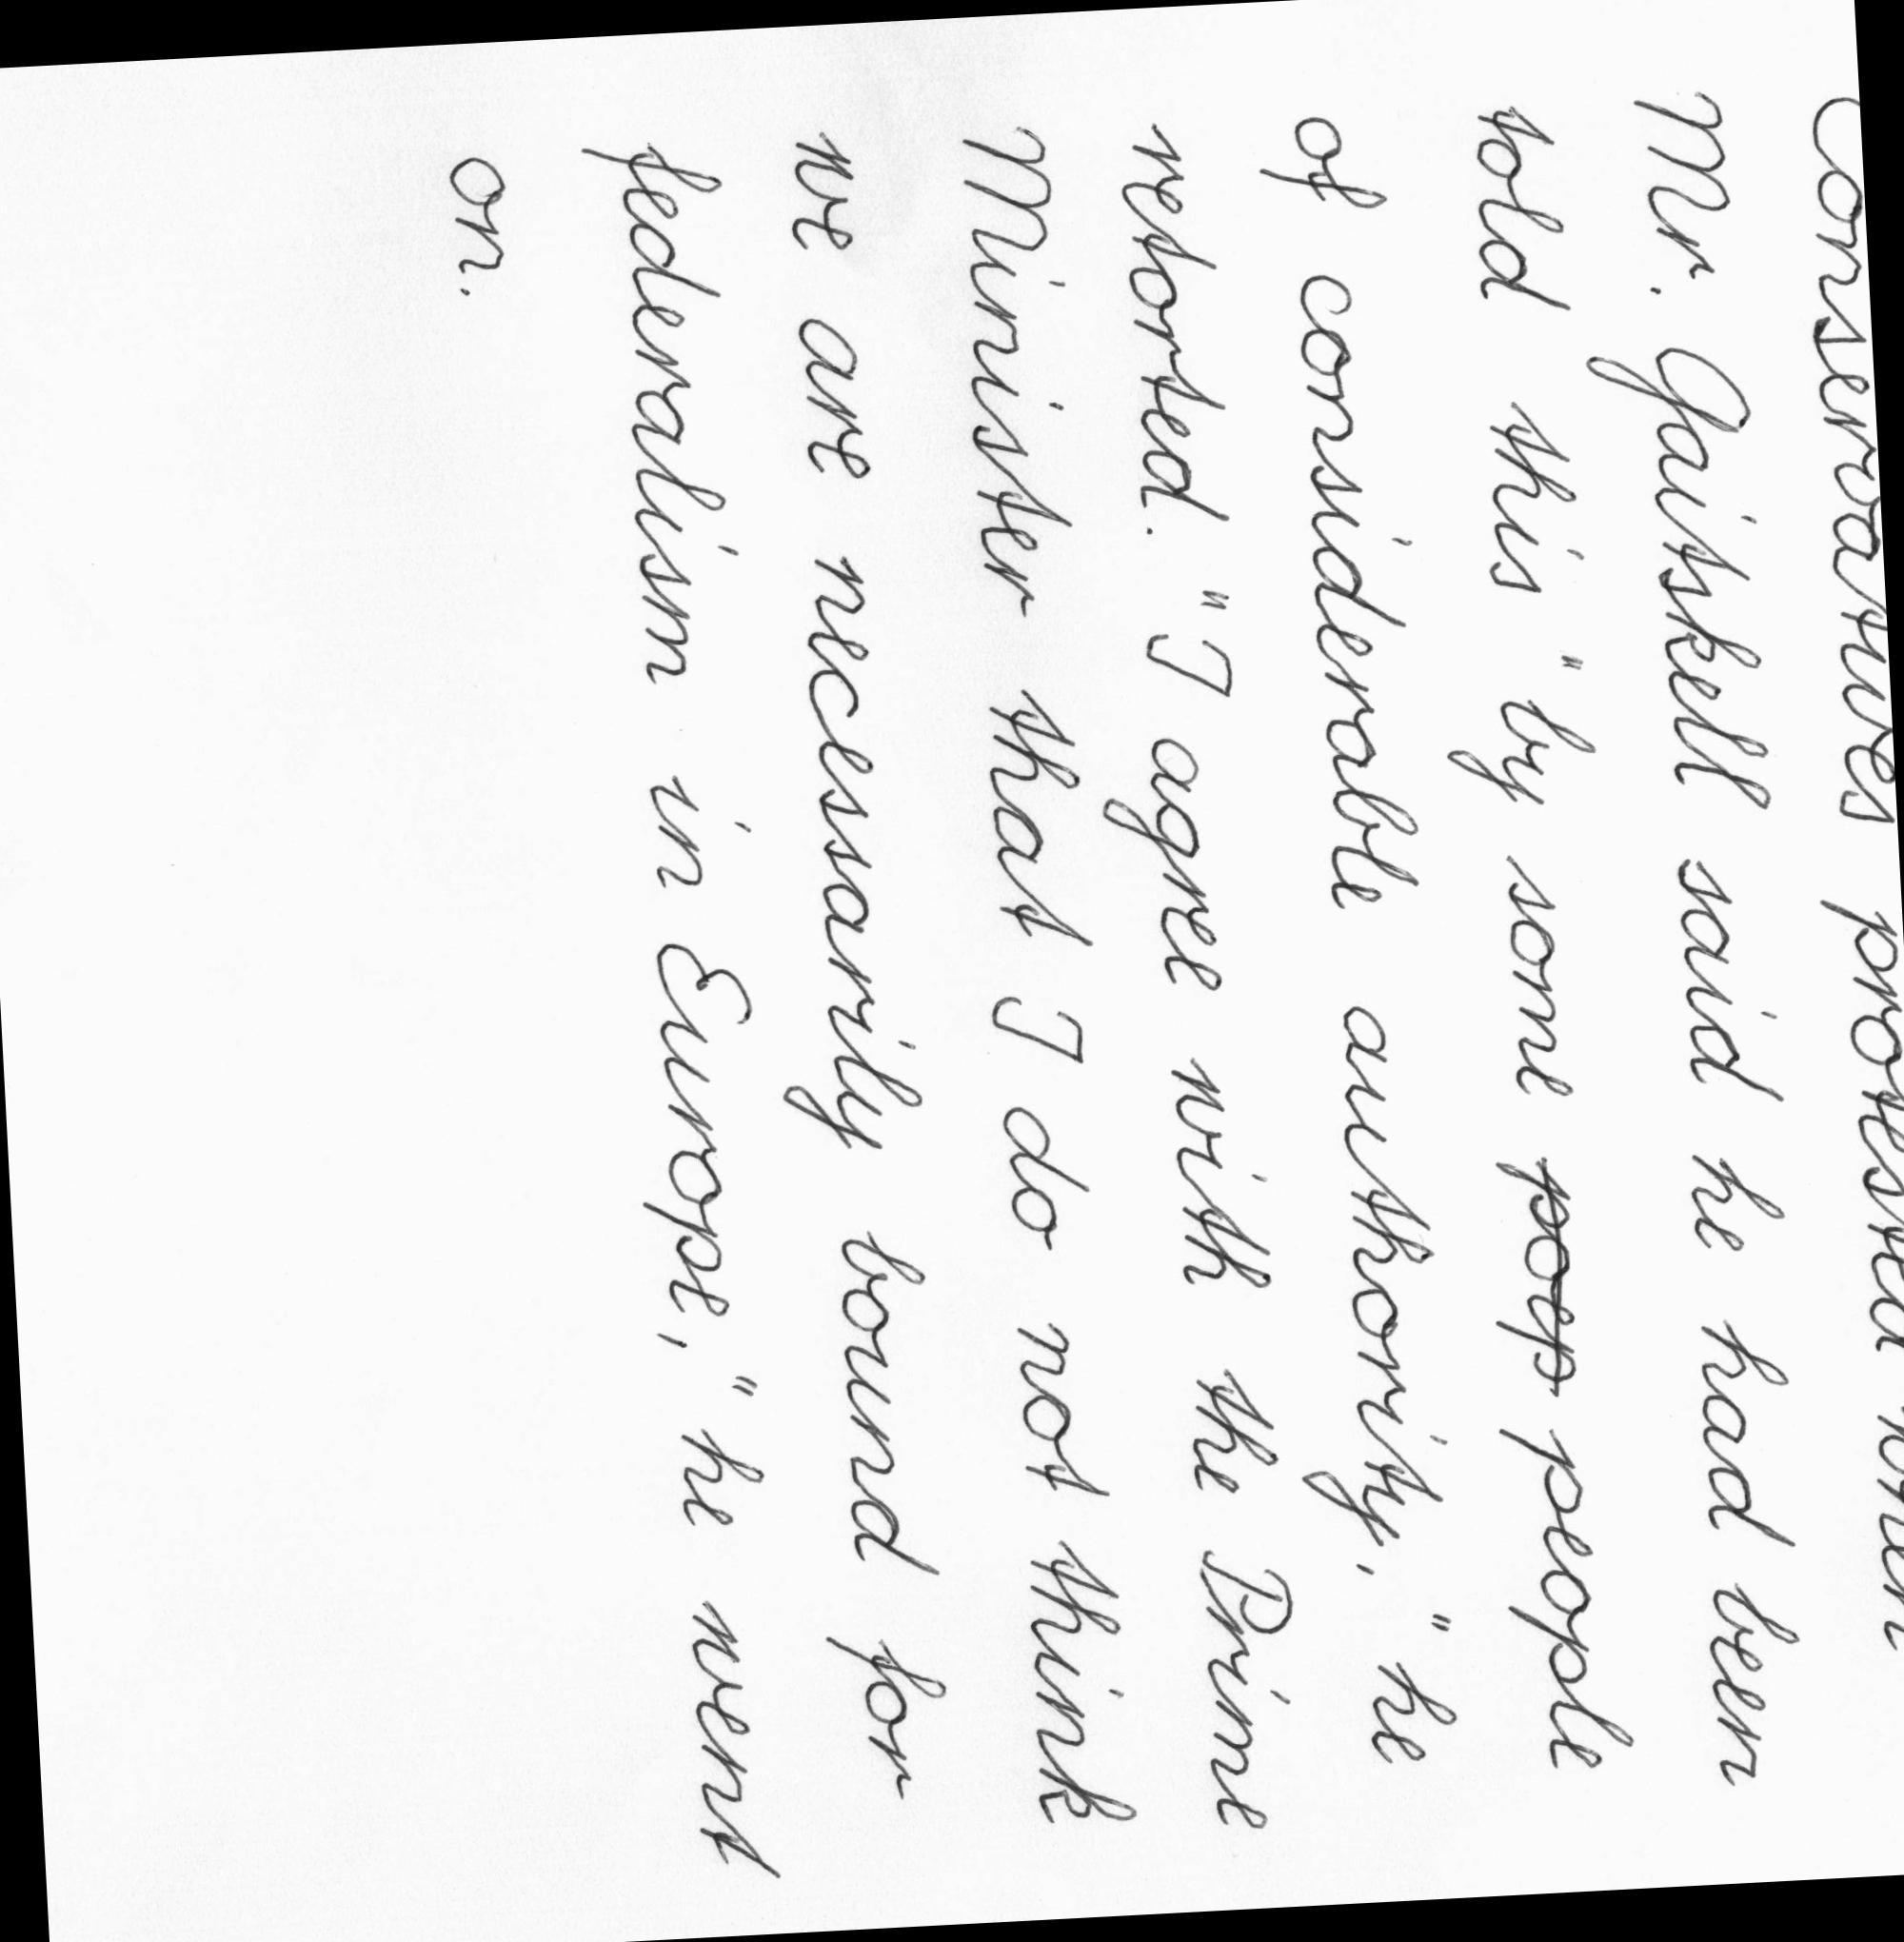 Conservatives protested when
Mr. Gaitskell said he had been
told this "by some poep people
of considerable authority," he
retorted. "I agree with the Prime
Minister that I do not think
we are necessarily bound for
federalism in Europe," he went
on.